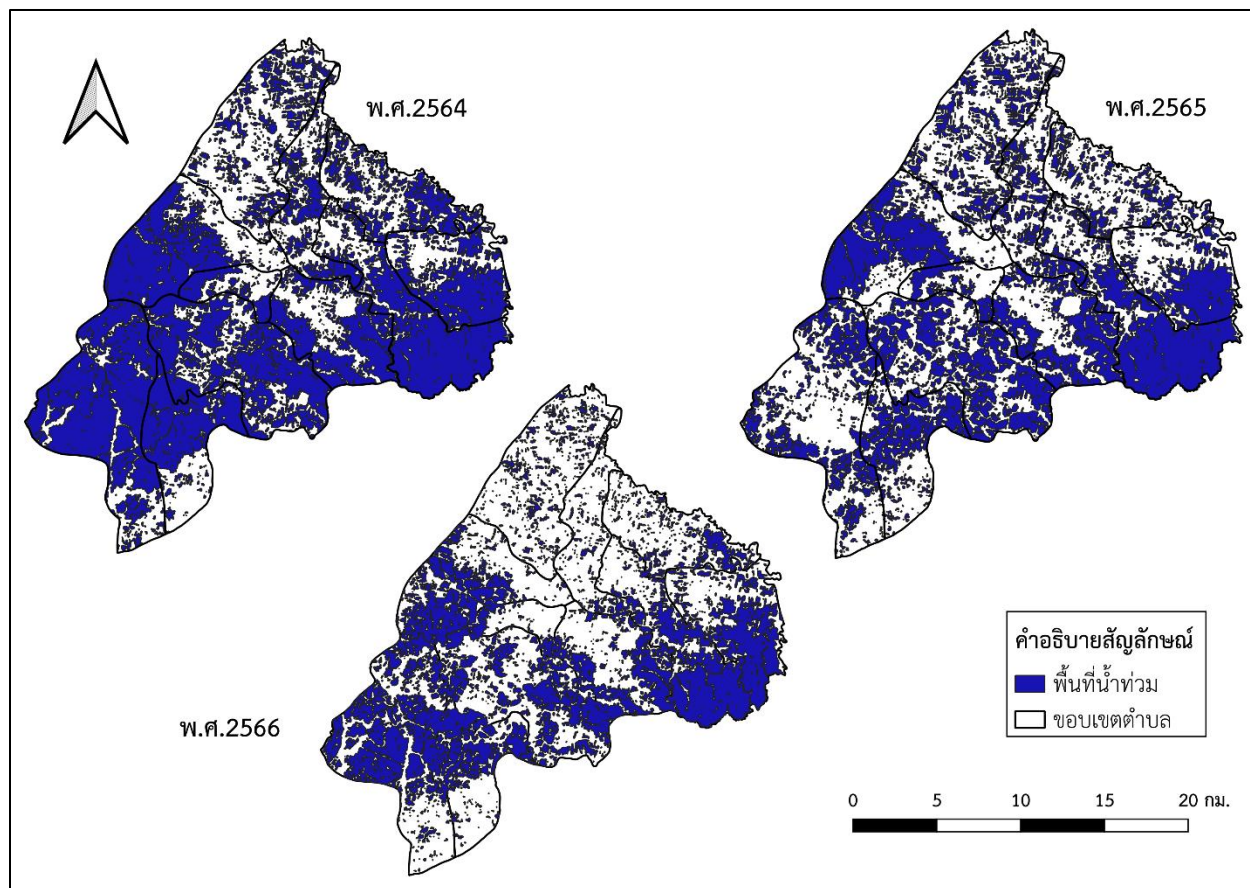 พ.ศ.2564
พ.ศ.2565
พ.ศ.2566
คำอธิบายสัญลักษณ์
พื้นที่น้ำท่วม
ขอบเขตตำบล
0 5 10 15 20 กม.